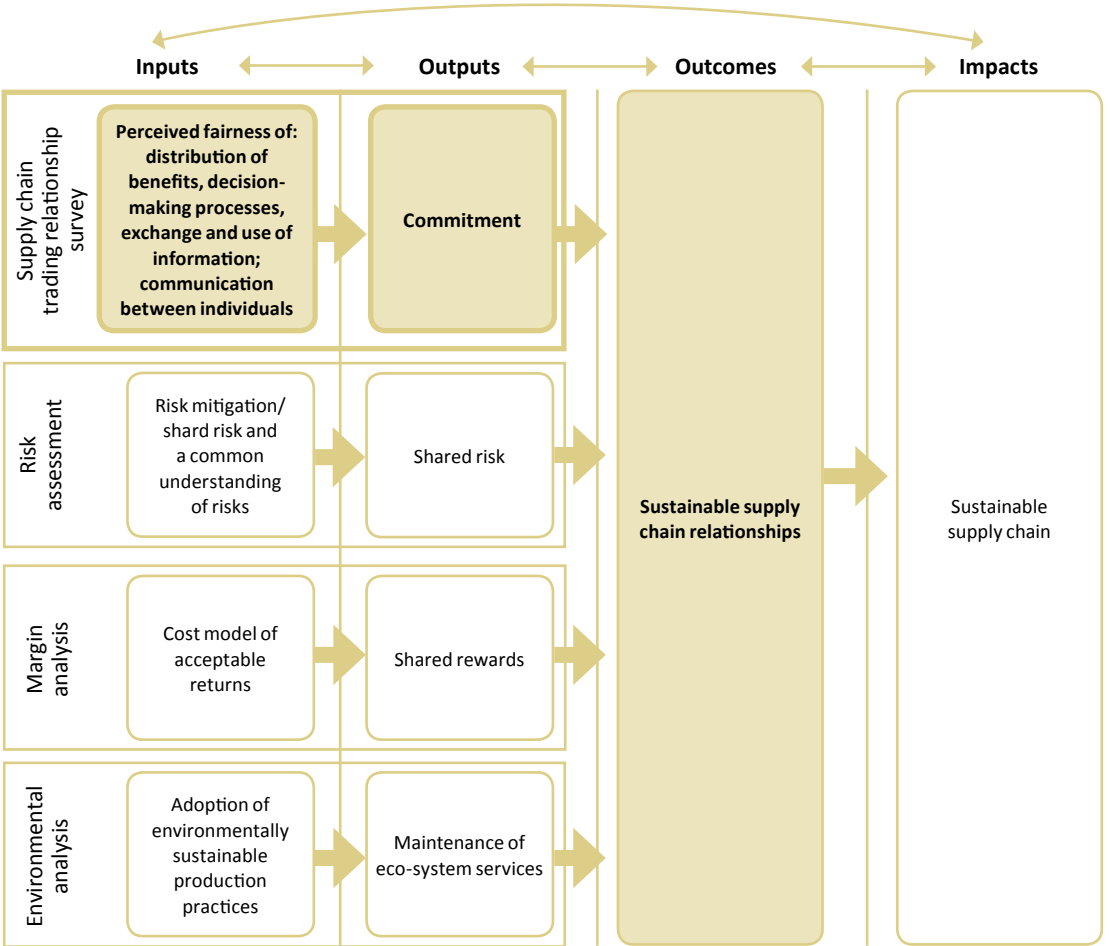 Inputs
Outputs
Outcomes
Impacts
Supply chain
trading relationship
survey
Perceived fairness of:
distribution of
benefits, decision-
making processes,
exchange and use of
information;
communication
between individuals
Commitment
Risk
assessment
Risk mitigation/
shard risk and
a common
understanding
of risks
Shared risk
Margin
analysis
Cost model of
acceptable
returns
Shared rewards
Environmental
analysis
Adoption of
environmentally
sustainable
production
practices
Maintenance of
eco-system services
Sustainable supply
chain relationships
Sustainable
supply chain